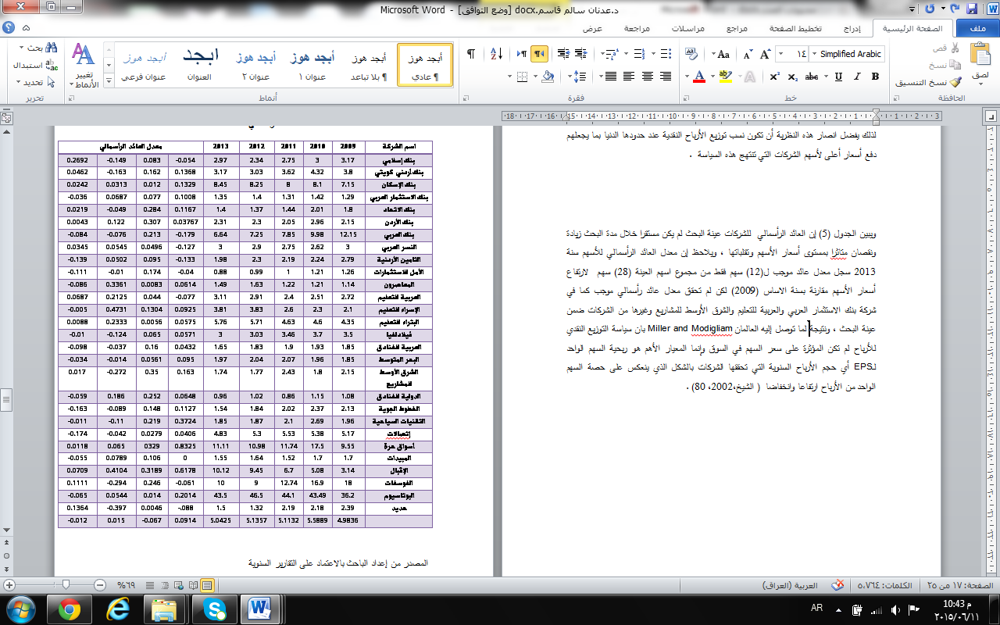 د.عدنان سالم قاسم.docx [وضع التوافق] - Microsoft Word
ملف الصفحة الرئيسية إدراج تخطيط الصفحة مراجع مراسلات مراجعة عرض
لصق قص نسخ نسخ التنسيق الحافظة
Simplified Arabic ١٤ خط
فقرة
أبجد هوز ¶ عادي
أبجد هوز ¶ بلا تباعد
أبجد هوز عنوان ١
أبجد هوز عنوان ٢
ابجد العنوان
أبجد هوز عنوان فرعي
تغيير الأنماط أنماط
بحث استبدال تحديد تحرير
لذلك يفضل انصار هذه النظرية أن تكون نسب توزيع الأرباح النقدية عند حدودها الدنيا بما يجعلهم
دفع أسعار أعلى لأسهم الشركات التي تنتهج هذه السياسة .
ويبين الجدول (5) إن العائد الرأسمالي للشركات عينة البحث لم يكن مستقرا خلال مدة البحث زيادة
ونقصان متاثرا بمستوى أسعار الأسهم وتقلباتها ، ويلاحظ إن معدل العائد الرأسمالي للأسهم سنة
2013 سجل معدل عائد موجب ل(12) سهم فقط من مجموع اسهم العينة (28) سهم لارتفاع
أسعار الأسهم مقارنة بسنة الاساس (2009) لكن لم تحقق معدل عائد رأسمالي موجب كما في
شركة بنك الاستثمار العربي والعربية للتعليم والشرق الأوسط للمشاريع وغيرها من الشركات ضمن
عينة البحث ، ونتيجة لما توصل إليه العالمان Miller and Modigliam بان سياسة التوزيع النقدي
للأرباح لم تكن المؤثرة على سعر السهم في السوق وإنما المعيار الأهم هو ربحية السهم الواحد
لـEPS أي حجم الأرباح السنوية التي تحققها الشركات بالشكل الذي ينعكس على حصة السهم
الواحد من الأرباح ارتفاعا وانخفاضا ( الشيخ،2002، 80) .
اسم الشركة 2009 2010 2011 2012 2013 معدل العائد الرأسمالي
بنك إسلامي 3.17 3 2.75 2.34 2.97 -0.054 0.083 -0.149 0.2692
بنك أردني كويتي 3.8 4.32 3.62 3.03 3.17 0.1368 0.162 -0.163 0.0462
بنك الإسكان 7.15 8.1 8 8.25 8.45 0.1329 0.012 0.0313 0.0242
بنك الاستثمار العربي 1.29 1.42 1.31 1.4 1.35 0.1008 0.077 0.0687 -0.036
بنك الاتحاد 1.8 2.01 1.44 1.37 1.4 0.1167 0.284 -0.049 0.0219
بنك الأردن 2.15 2.96 2.05 2.3 2.31 0.03767 0.307 0.122 0.0043
بنك العربي 12.15 9.98 7.85 7.25 6.64 -0.179 0.213 -0.076 -0.084
النسر العربي 3 2.62 2.75 2.9 3 -0.127 0.0496 0.0545 0.0345
التامين الأردنية 2.79 2.24 2.19 2.3 1.98 -0.133 0.095 0.0502 -0.139
الأمل للاستثمارات 1.26 1.21 1 0.99 0.88 -0.04 0.174 -0.01 -0.111
المعاصرون 1.14 1.21 1.22 1.63 1.49 0.0614 0.0083 0.3361 -0.086
العربية للتعليم 2.72 2.51 2.4 2.91 3.11 -0.077 0.044 0.2125 0.0687
الإسراء للتعليم 2.1 2.3 2.6 3.83 3.81 0.0925 0.1304 0.4731 -0.005
البتراء للتعليم 4.35 4.6 4.63 5.71 5.76 0.0575 0.0056 0.2333 0.0088
فيلادلفيا 3.5 3.7 3.46 3.03 3 0.0571 0.065 -0.124 -0.01
العربية للفنادق 1.85 1.93 1.9 1.83 1.65 0.0432 0.16 -0.037 -0.098
البحر المتوسط 1.85 1.96 2.07 2.04 1.97 0.095 0.0561 -0.014 -0.034
الشرق الأوسط 2.15 1.8 2.43 1.77 1.74 0.163 0.35 -0.272 0.017
للمشاريع
الدولية للفنادق 1.08 1.15 0.86 1.02 0.96 0.0648 0.252 0.186 -0.059
الخطوط الجوية 2.13 2.37 2.02 1.84 1.54 0.1127 0.148 -0.089 -0.163
التقنيات السياحية 1.96 2.69 2.1 1.87 1.85 0.3724 0.219 -0.11 -0.011
إتصالات 5.17 5.38 5.53 5.3 4.83 0.0406 0.0279 -0.042 -0.174
أسواق حرة 9.55 17.5 11.74 10.98 11.11 0.8325 0329 0.065 0.0118
المبيدات 1.7 1.7 1.52 1.64 1.55 0 0.106 0.0789 -0.055
الإقبال 3.14 5.08 6.7 9.45 10.12 0.6178 0.3189 0.4104 0.0709
الفوسفات 18 16.9 12.74 9 10 -0.061 0.246 -0.294 0.1111
البوتاسيوم 36.2 43.49 44.1 46.5 43.5 0.2014 0.014 0.0544 -0.065
حديد 2.39 2.18 2.19 1.32 1.5 -.088 0.0046 -0.397 0.1364
4.9836 5.5889 5.1132 5.1357 5.0425 0.0914 -0.067 0.015 -0.012
المصدر من إعداد الباحث بالاعتماد على التقارير السنوية
الصفحة: ١٧ من ٢٥ الكلمات: ٥،٧٦٤ العربية (العراق) ٦٩%
AR 10:43 م
٢٠١٥/٠٦/١١